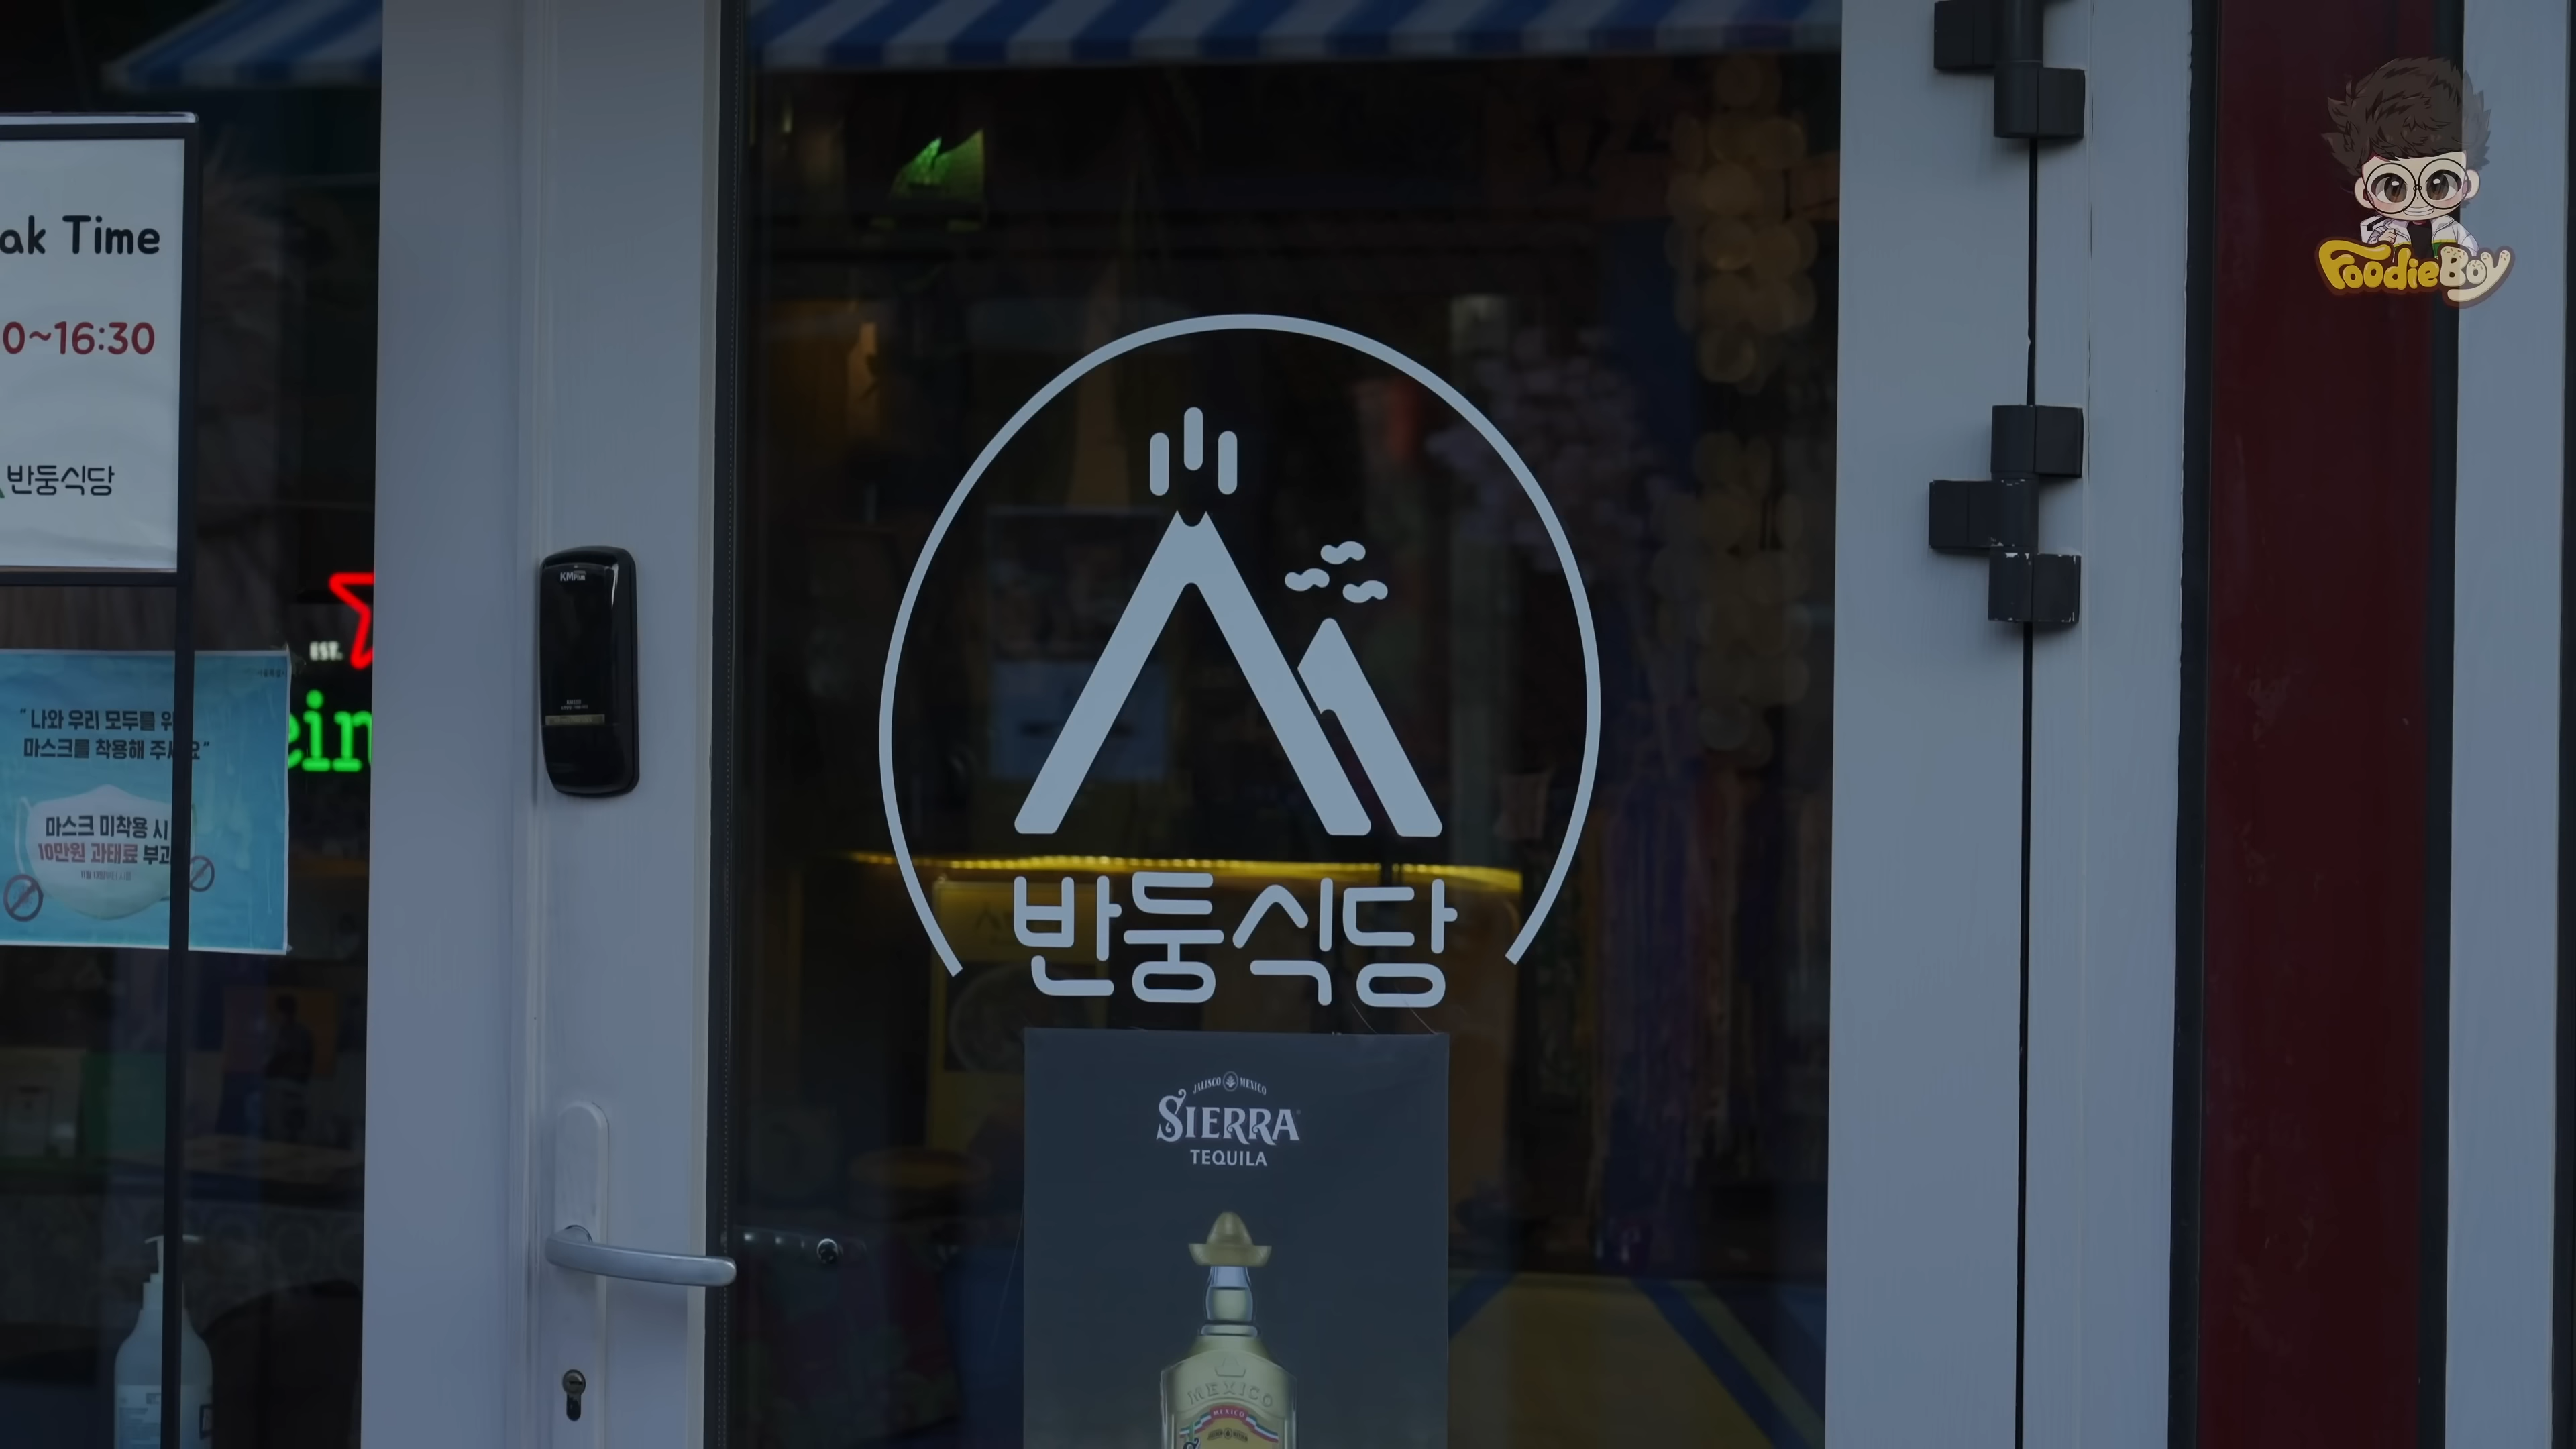 ak Time
0~16:30
반둥식당
EST.
ein
"나와 우리 모두를 위
마스크를 착용해 주세요"
마스크 미착용 시
10만원 과태료 부과
KM
반둥식당
JALISCO MEXICO
SIERRA
TEQUILA
MEXICO
MEXICO
FoodieBoy